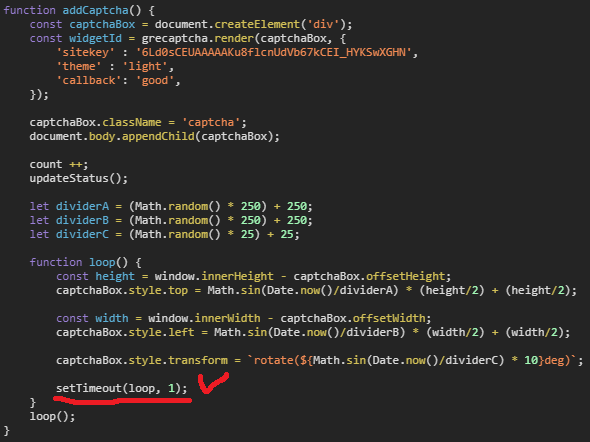 function addCaptcha() {
    const captchaBox = document.createElement('div');
    const widgetId = grecaptcha.render(captchaBox, {
        'sitekey' : '6Ld0sCEUAAAAAKu8flcnUdVb67kCEI_HYKSwXGHN',
        'theme' : 'light',
        'callback': 'good',
    });

    captchaBox.className = 'captcha';
    document.body.appendChild(captchaBox);

    count ++;
    updateStatus();

    let dividerA = (Math.random() * 250) + 250;
    let dividerB = (Math.random() * 250) + 250;
    let dividerC = (Math.random() * 25) + 25;

    function loop() {
        const height = window.innerHeight - captchaBox.offsetHeight;
        captchaBox.style.top = Math.sin(Date.now()/dividerA) * (height/2) + (height/2);

        const width = window.innerWidth - captchaBox.offsetWidth;
        captchaBox.style.left = Math.sin(Date.now()/dividerB) * (width/2) + (width/2);

        captchaBox.style.transform = `rotate(${Math.sin(Date.now()/dividerC) * 10}deg)`;

        setTimeout(loop, 1);
    }
    loop();
}